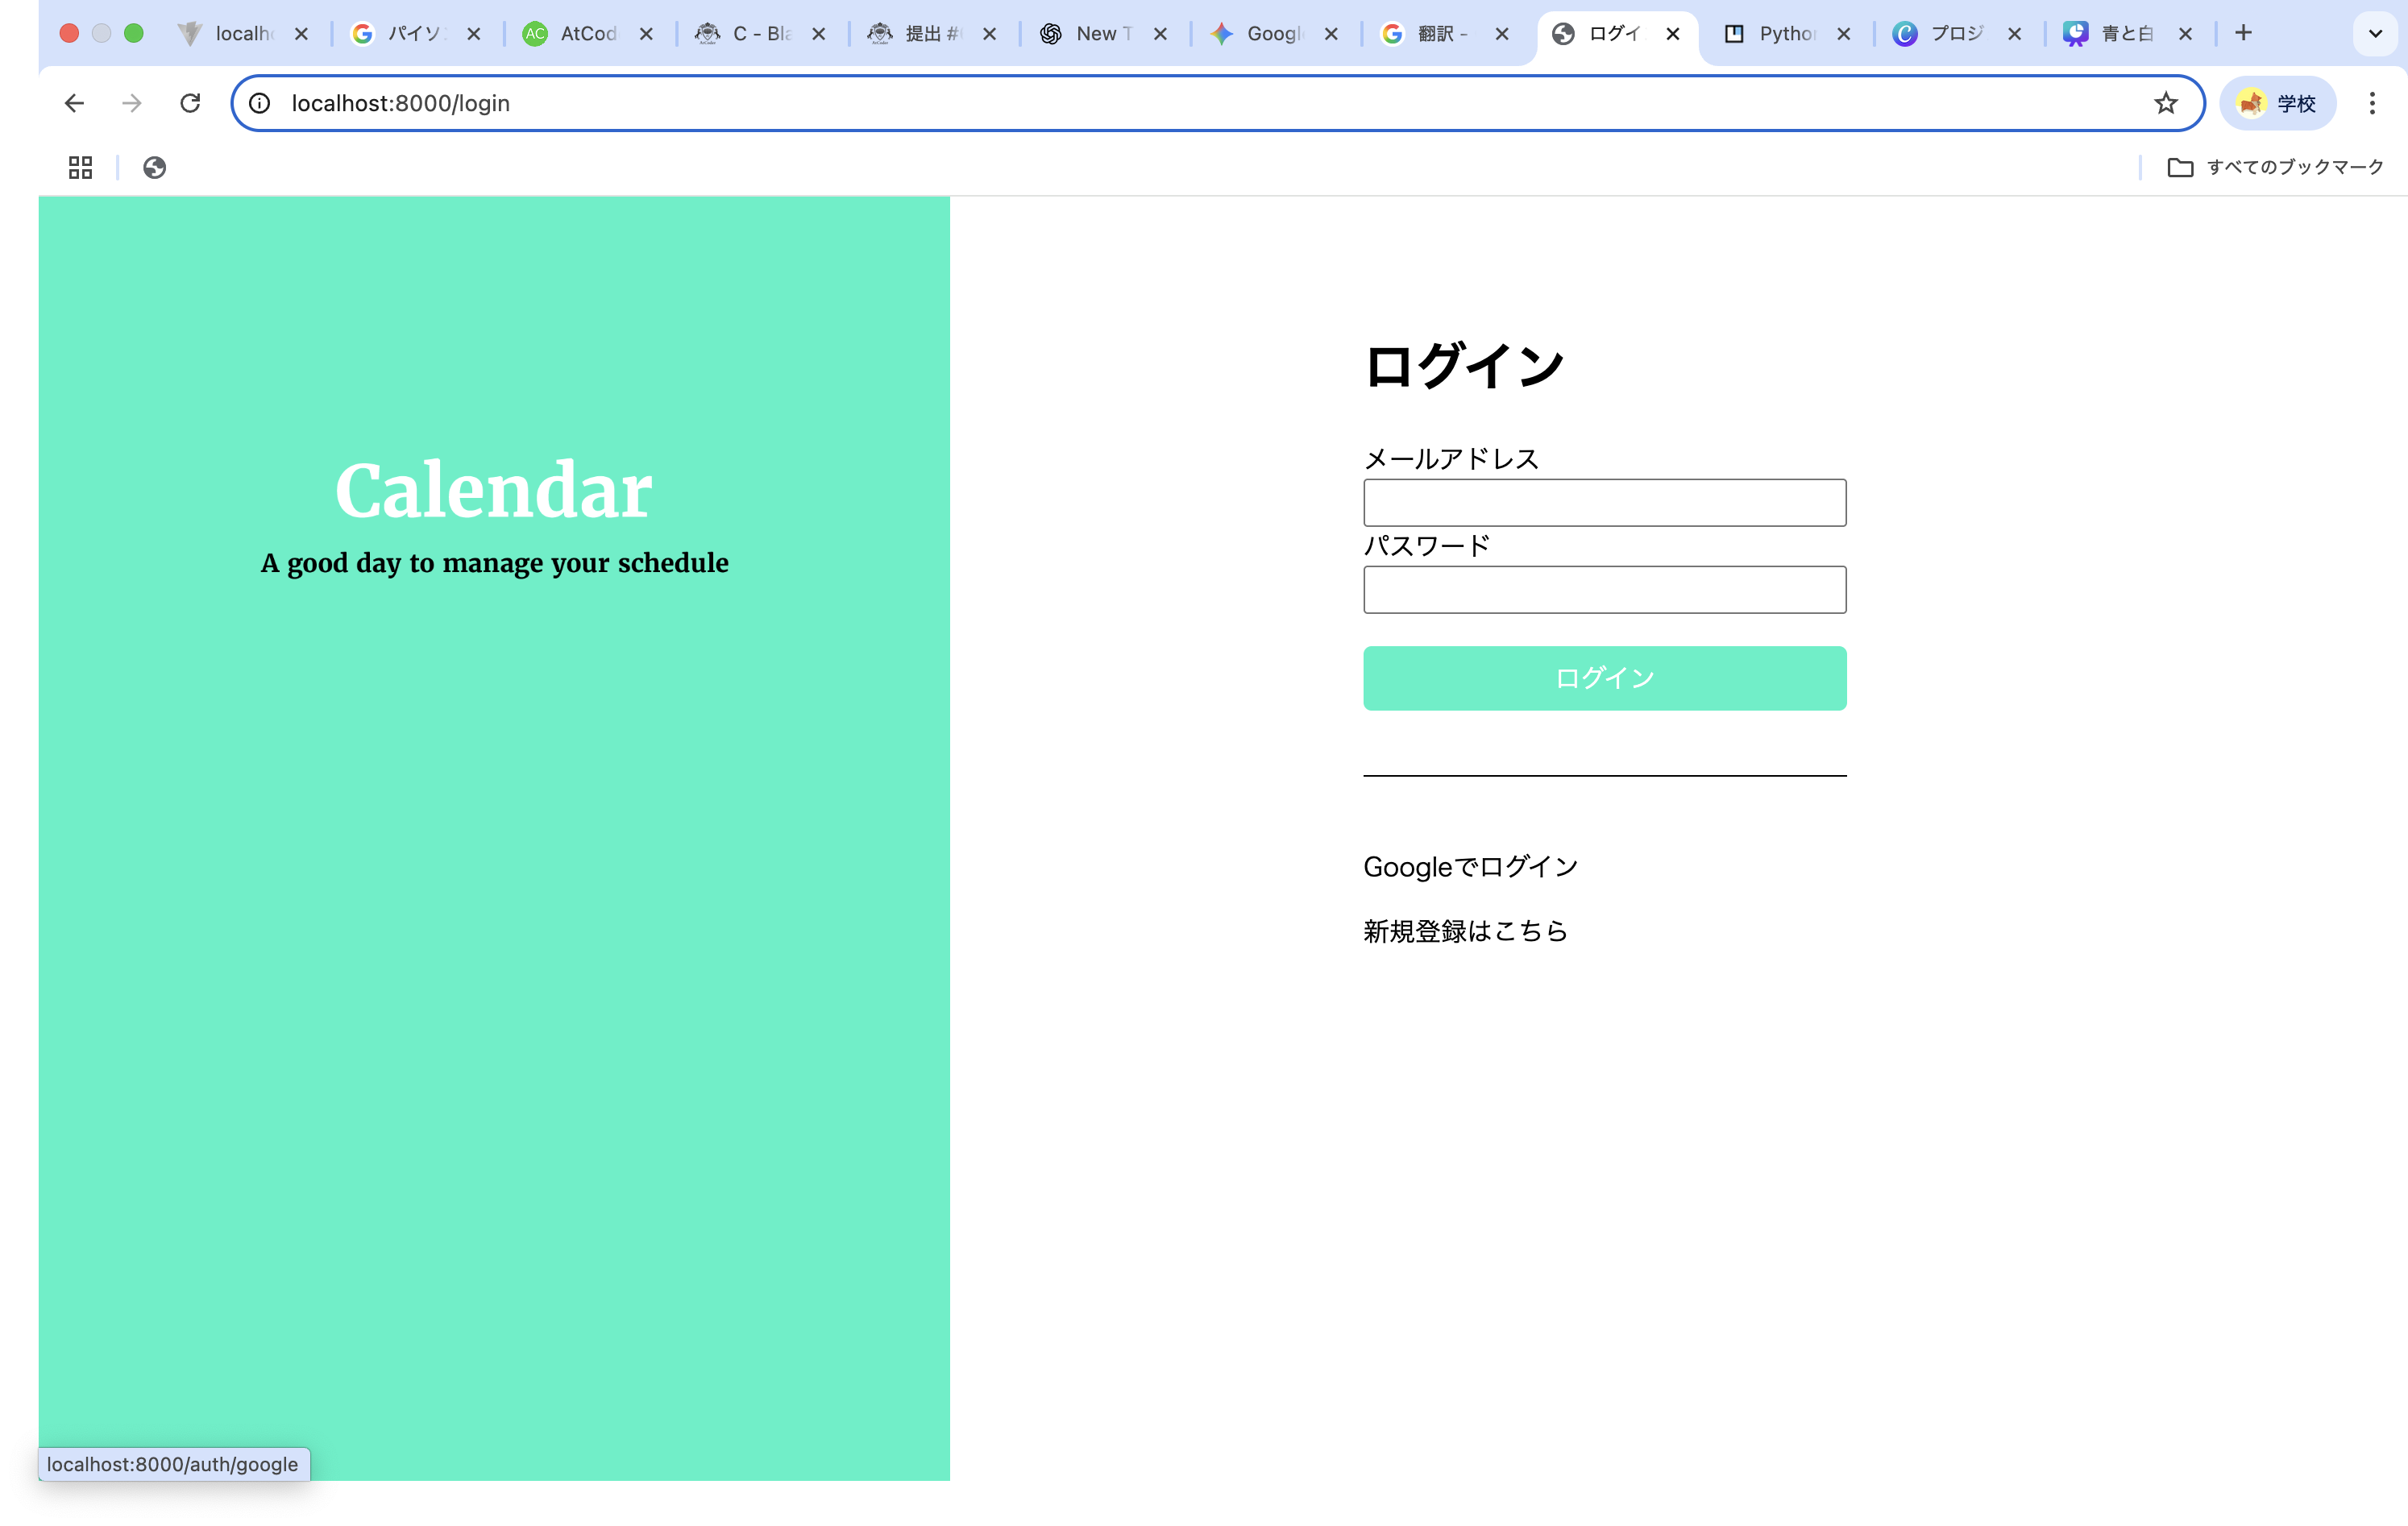 localho
パイソ
AtCod
C - Bla
提出 #
New T
Googl
翻訳 -
ログイ
Python
プロジ
青と白
localhost:8000/login
学校
すべてのブックマーク
Calendar
A good day to manage your schedule
ログイン
メールアドレス
パスワード
ログイン
Googleでログイン
新規登録はこちら
localhost:8000/auth/google